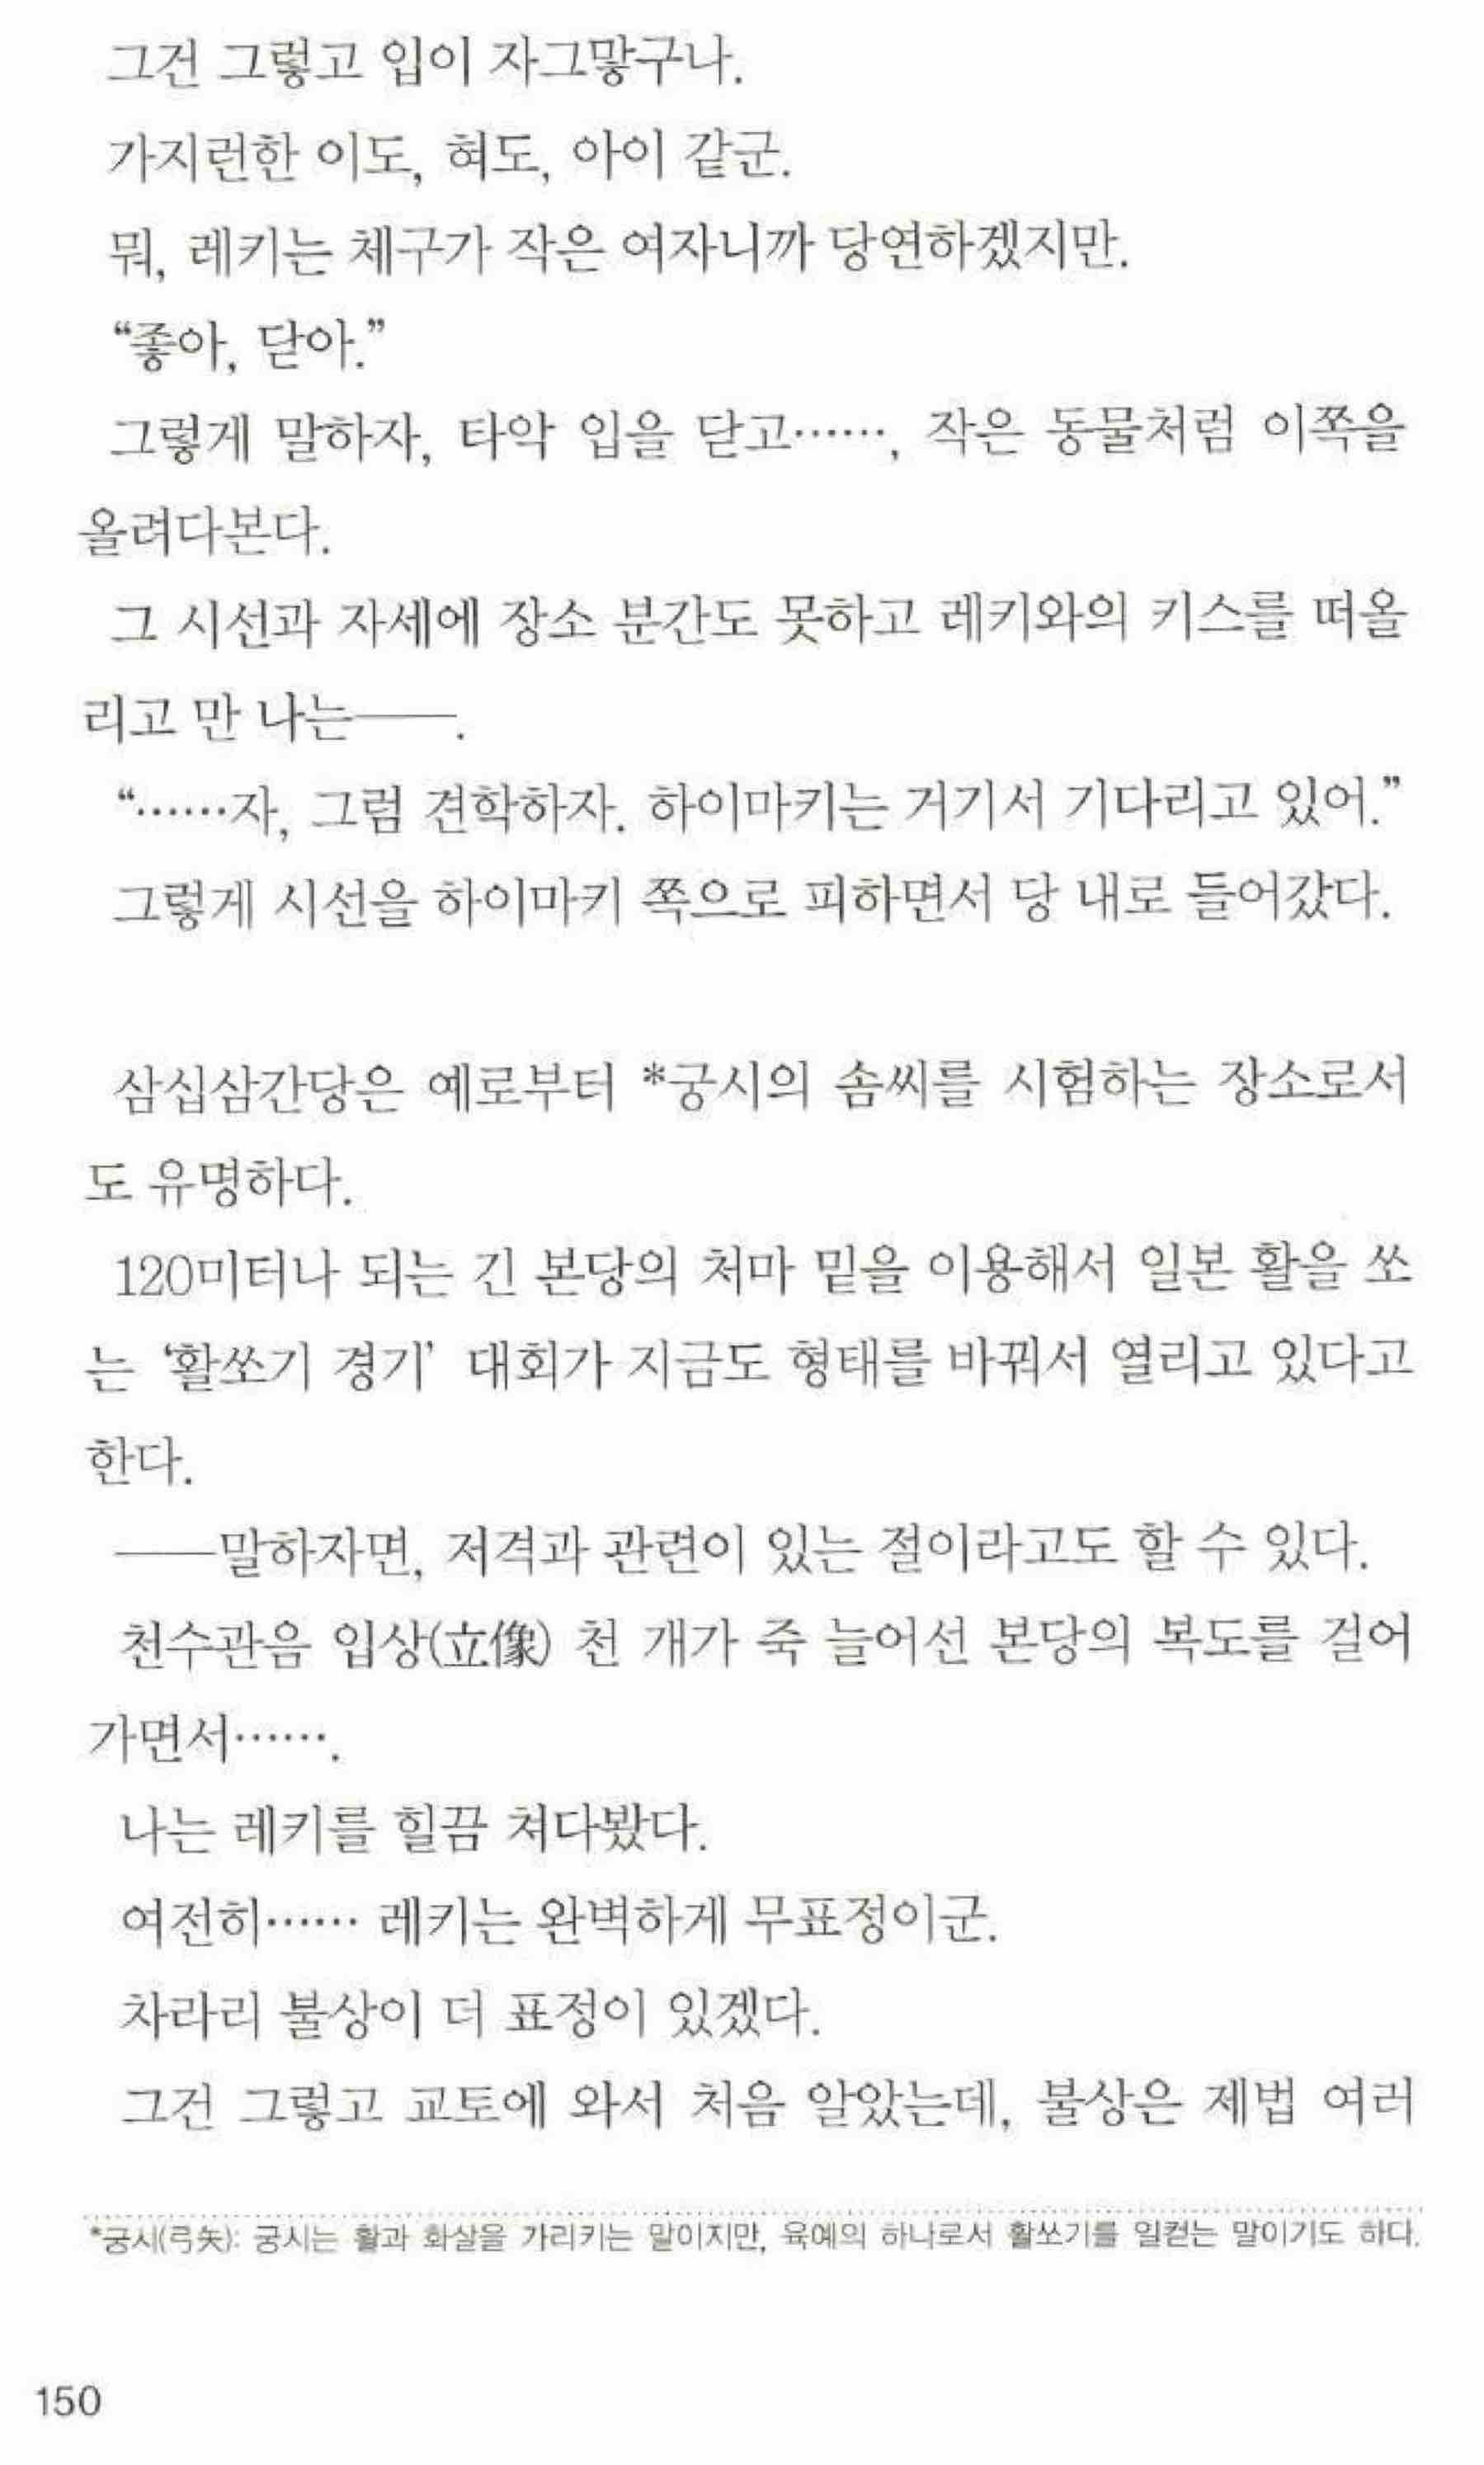 그건 그렇고 입이 자그맣구나.
가지런한 이도, 혀도, 아이 같군.
뭐, 레키는 체구가 작은 여자니까 당연하겠지만.
“좋아, 닫아.”
그렇게 말하자, 타악 입을 닫고……, 작은 동물처럼 이쪽을
올려다본다.
그 시선과 자세에 장소 분간도 못하고 레키와의 키스를 떠올
리고 만 나는──.
“……자, 그럼 견학하자. 하이마키는 거기서 기다리고 있어.”
그렇게 시선을 하이마키 쪽으로 피하면서 당 내로 들어갔다.
삼십삼간당은 예로부터 *궁시의 솜씨를 시험하는 장소로서
도 유명하다.
120미터나 되는 긴 본당의 처마 밑을 이용해서 일본 활을 쏘
는 ‘활쏘기 경기’ 대회가 지금도 형태를 바꿔서 열리고 있다고
한다.
──말하자면, 저격과 관련이 있는 절이라고도 할 수 있다.
천수관음 입상(立像) 천 개가 죽 늘어선 본당의 복도를 걸어
가면서…….
나는 레키를 힐끔 쳐다봤다.
여전히…… 레키는 완벽하게 무표정이군.
차라리 불상이 더 표정이 있겠다.
그건 그렇고 교토에 와서 처음 알았는데, 불상은 제법 여러
*궁시(弓矢): 궁시는 활과 화살을 가리키는 말이지만, 육예의 하나로서 활쏘기를 일컫는 말이기도 하다.
150